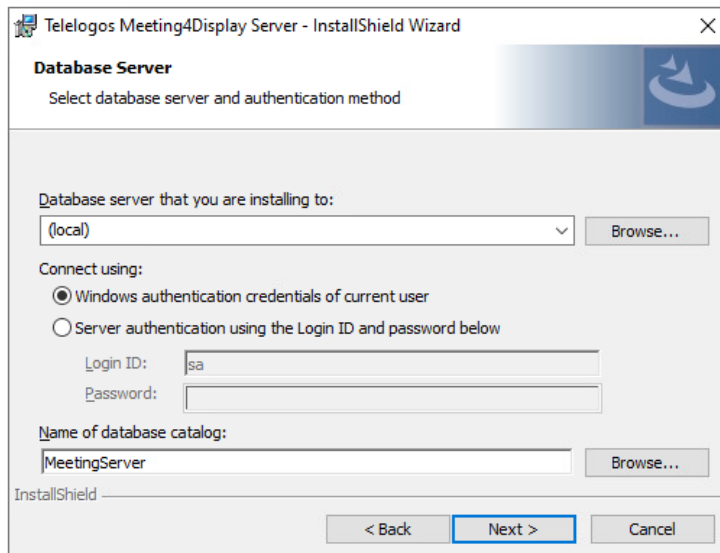 Telelogos Meeting4Display Server - InstallShield Wizard
Database Server
Select database server and authentication method
Database server that you are installing to:
(local)
Browse...
Connect using:
Windows authentication credentials of current user
Server authentication using the Login ID and password below
Login ID:
sa
Password:
Name of database catalog:
MeetingServer
Browse...
InstallShield
< Back
Next >
Cancel